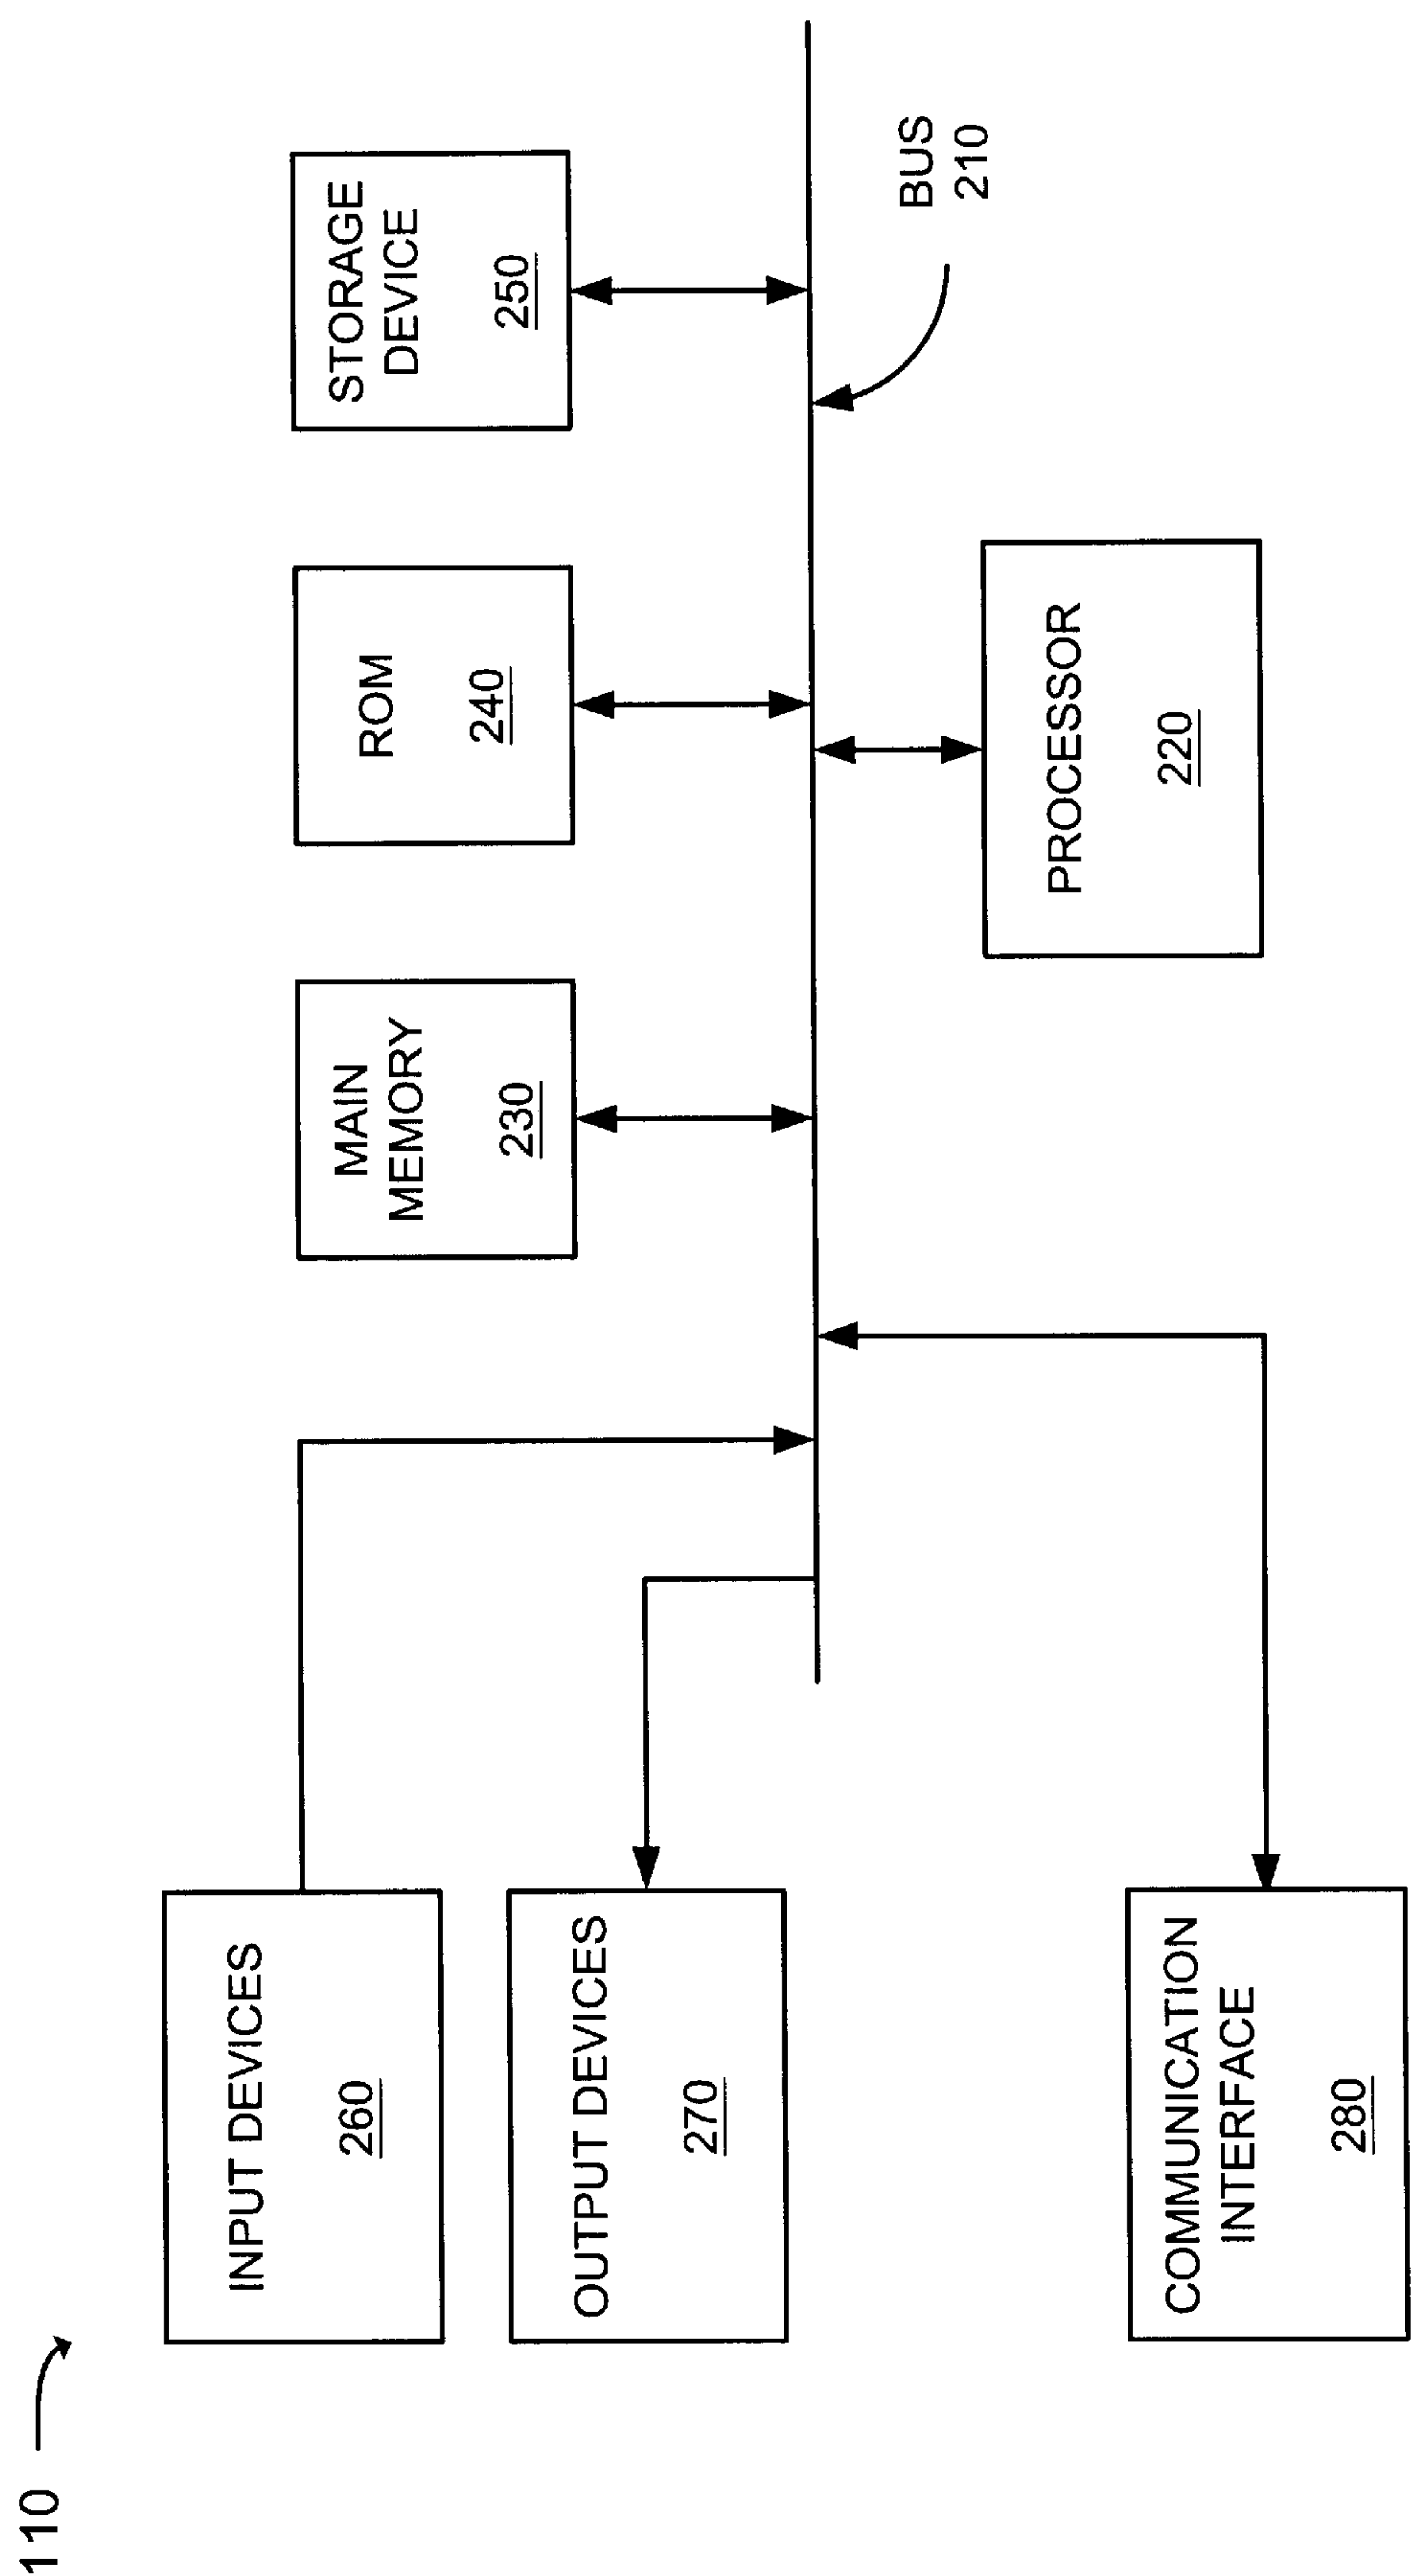 110
INPUT DEVICES
260
OUTPUT DEVICES
270
COMMUNICATION
INTERFACE
280
MAIN
MEMORY
230
ROM
240
STORAGE
DEVICE
250
PROCESSOR
220
BUS
210